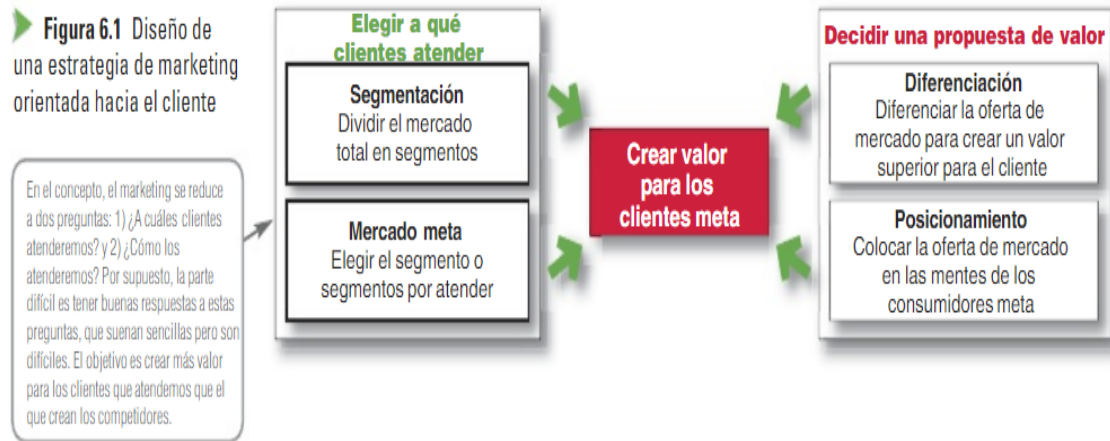 Figura 6.1 Diseño de
una estrategia de marketing
orientada hacia el cliente
En el concepto, el marketing se reduce
a dos preguntas: 1) ¿A cuáles clientes
atenderemos? y 2) ¿Cómo los
atenderemos? Por supuesto, la parte
difícil es tener buenas respuestas a estas
preguntas, que suenan sencillas pero son
difíciles. El objetivo es crear más valor
para los clientes que atendemos que el
que crean los competidores.
Elegir a qué
clientes atender
Segmentación
Dividir el mercado
total en segmentos
Mercado meta
Elegir el segmento o
segmentos por atender
Crear valor
para los
clientes meta
Decidir una propuesta de valor
Diferenciación
Diferenciar la oferta de
mercado para crear un valor
superior para el cliente
Posicionamiento
Colocar la oferta de mercado
en las mentes de los
consumidores meta